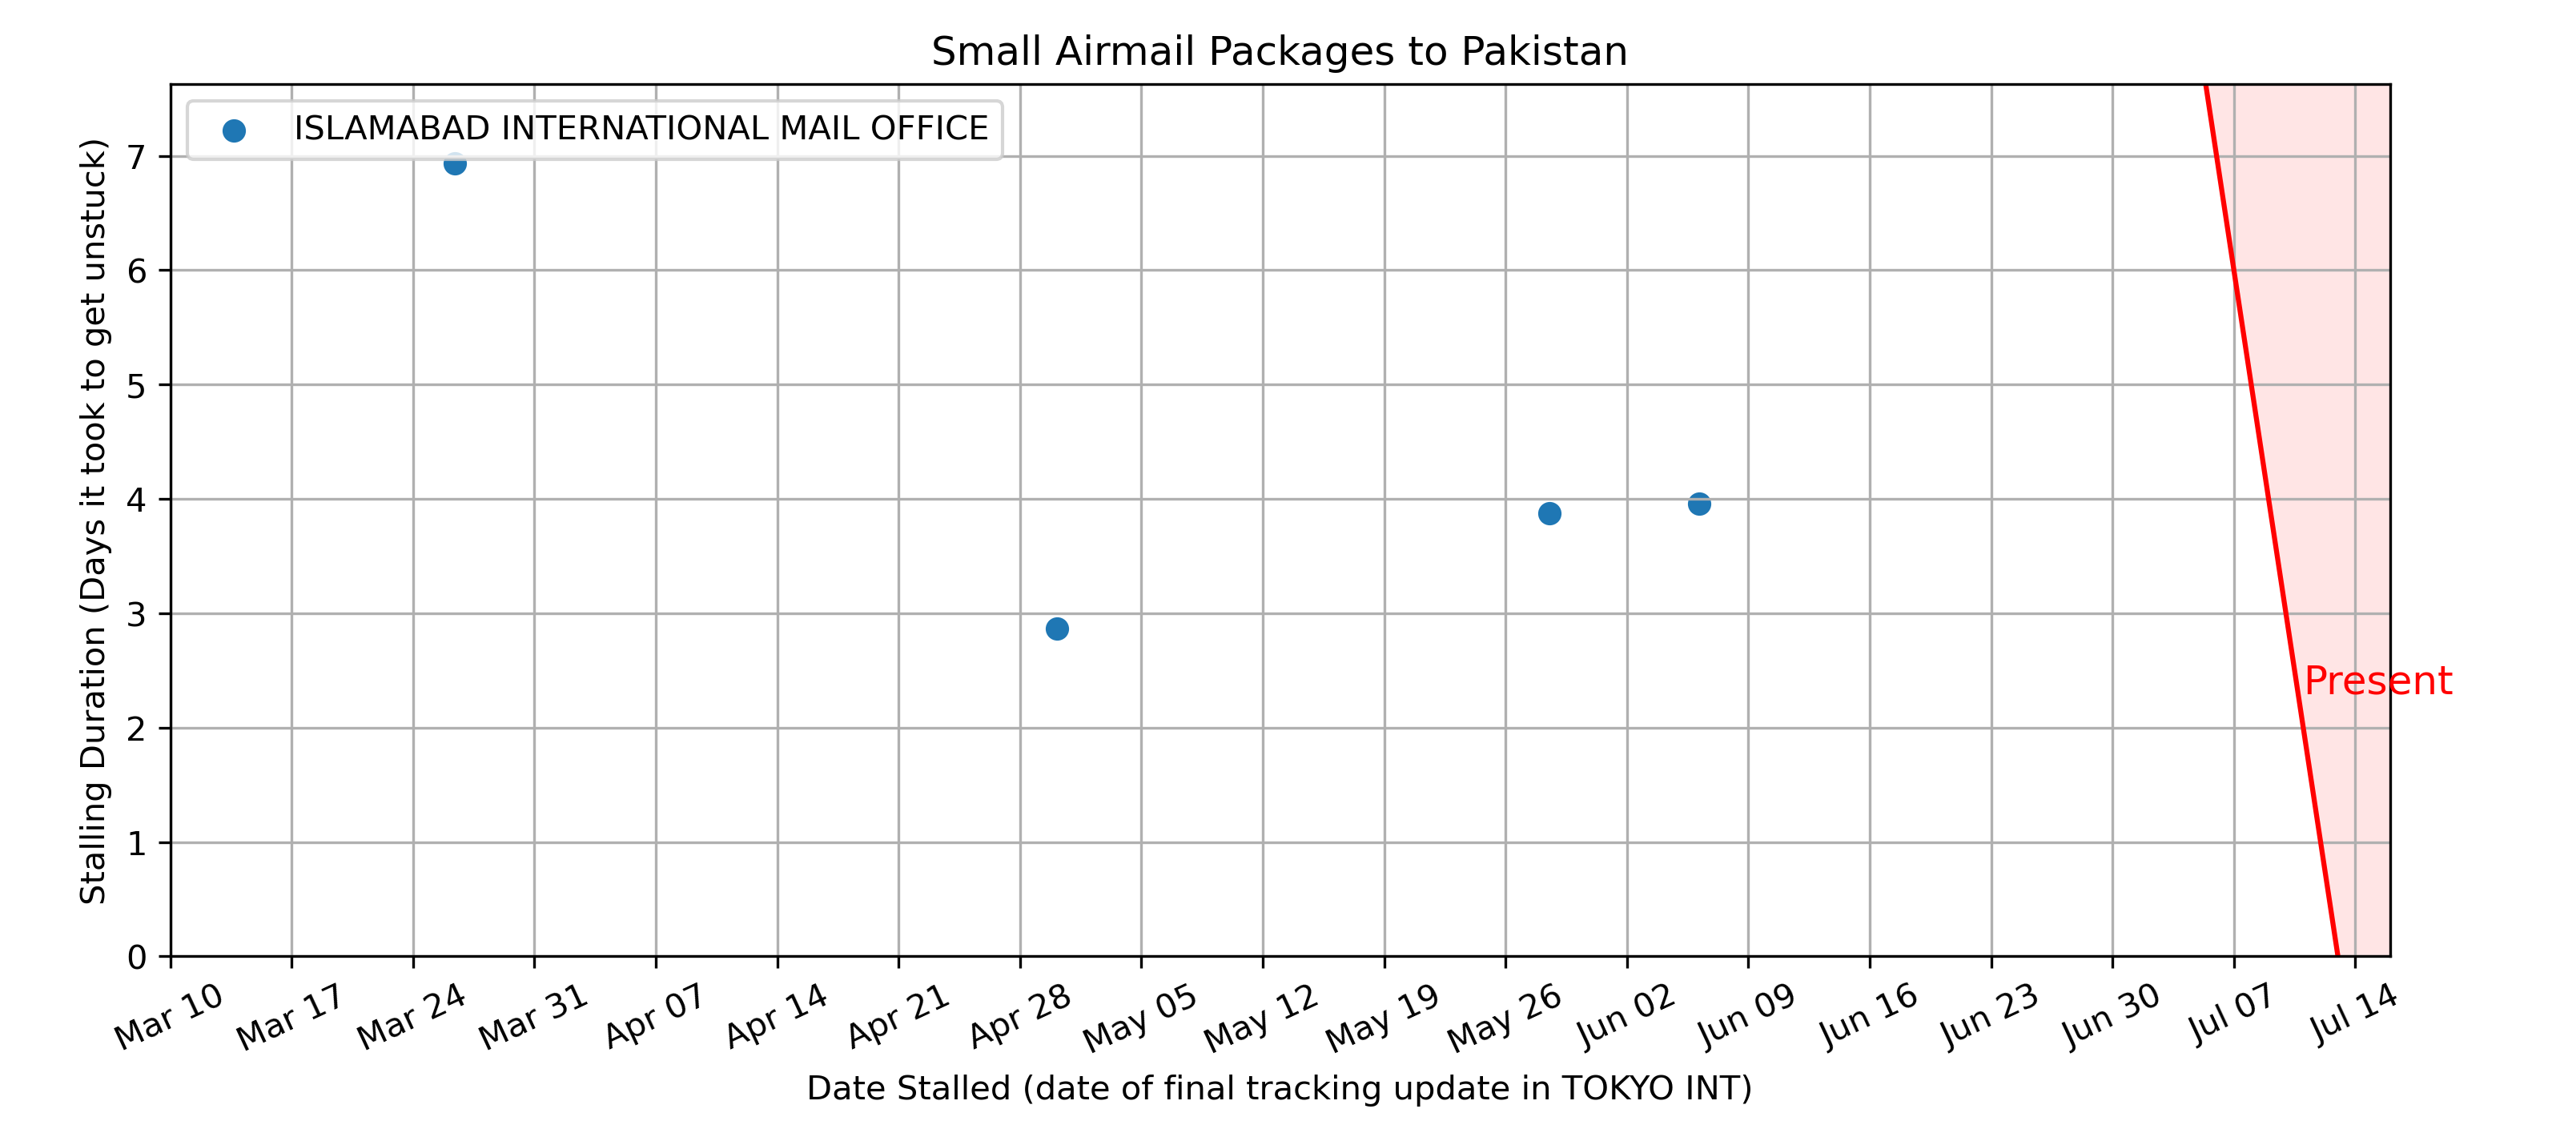 Small Airmail Packages to Pakistan
ISLAMABAD INTERNATIONAL MAIL OFFICE
Stalling Duration (Days it took to get unstuck)
7
6
5
4
3
2
1
0
Present
Mar 10
Mar 17
Mar 24
Mar 31
Apr 07
Apr 14
Apr 21
Apr 28
May 05
May 12
May 19
May 26
Jun 02
Jun 09
Jun 16
Jun 23
Jun 30
Jul 07
Jul 14
Date Stalled (date of final tracking update in TOKYO INT)